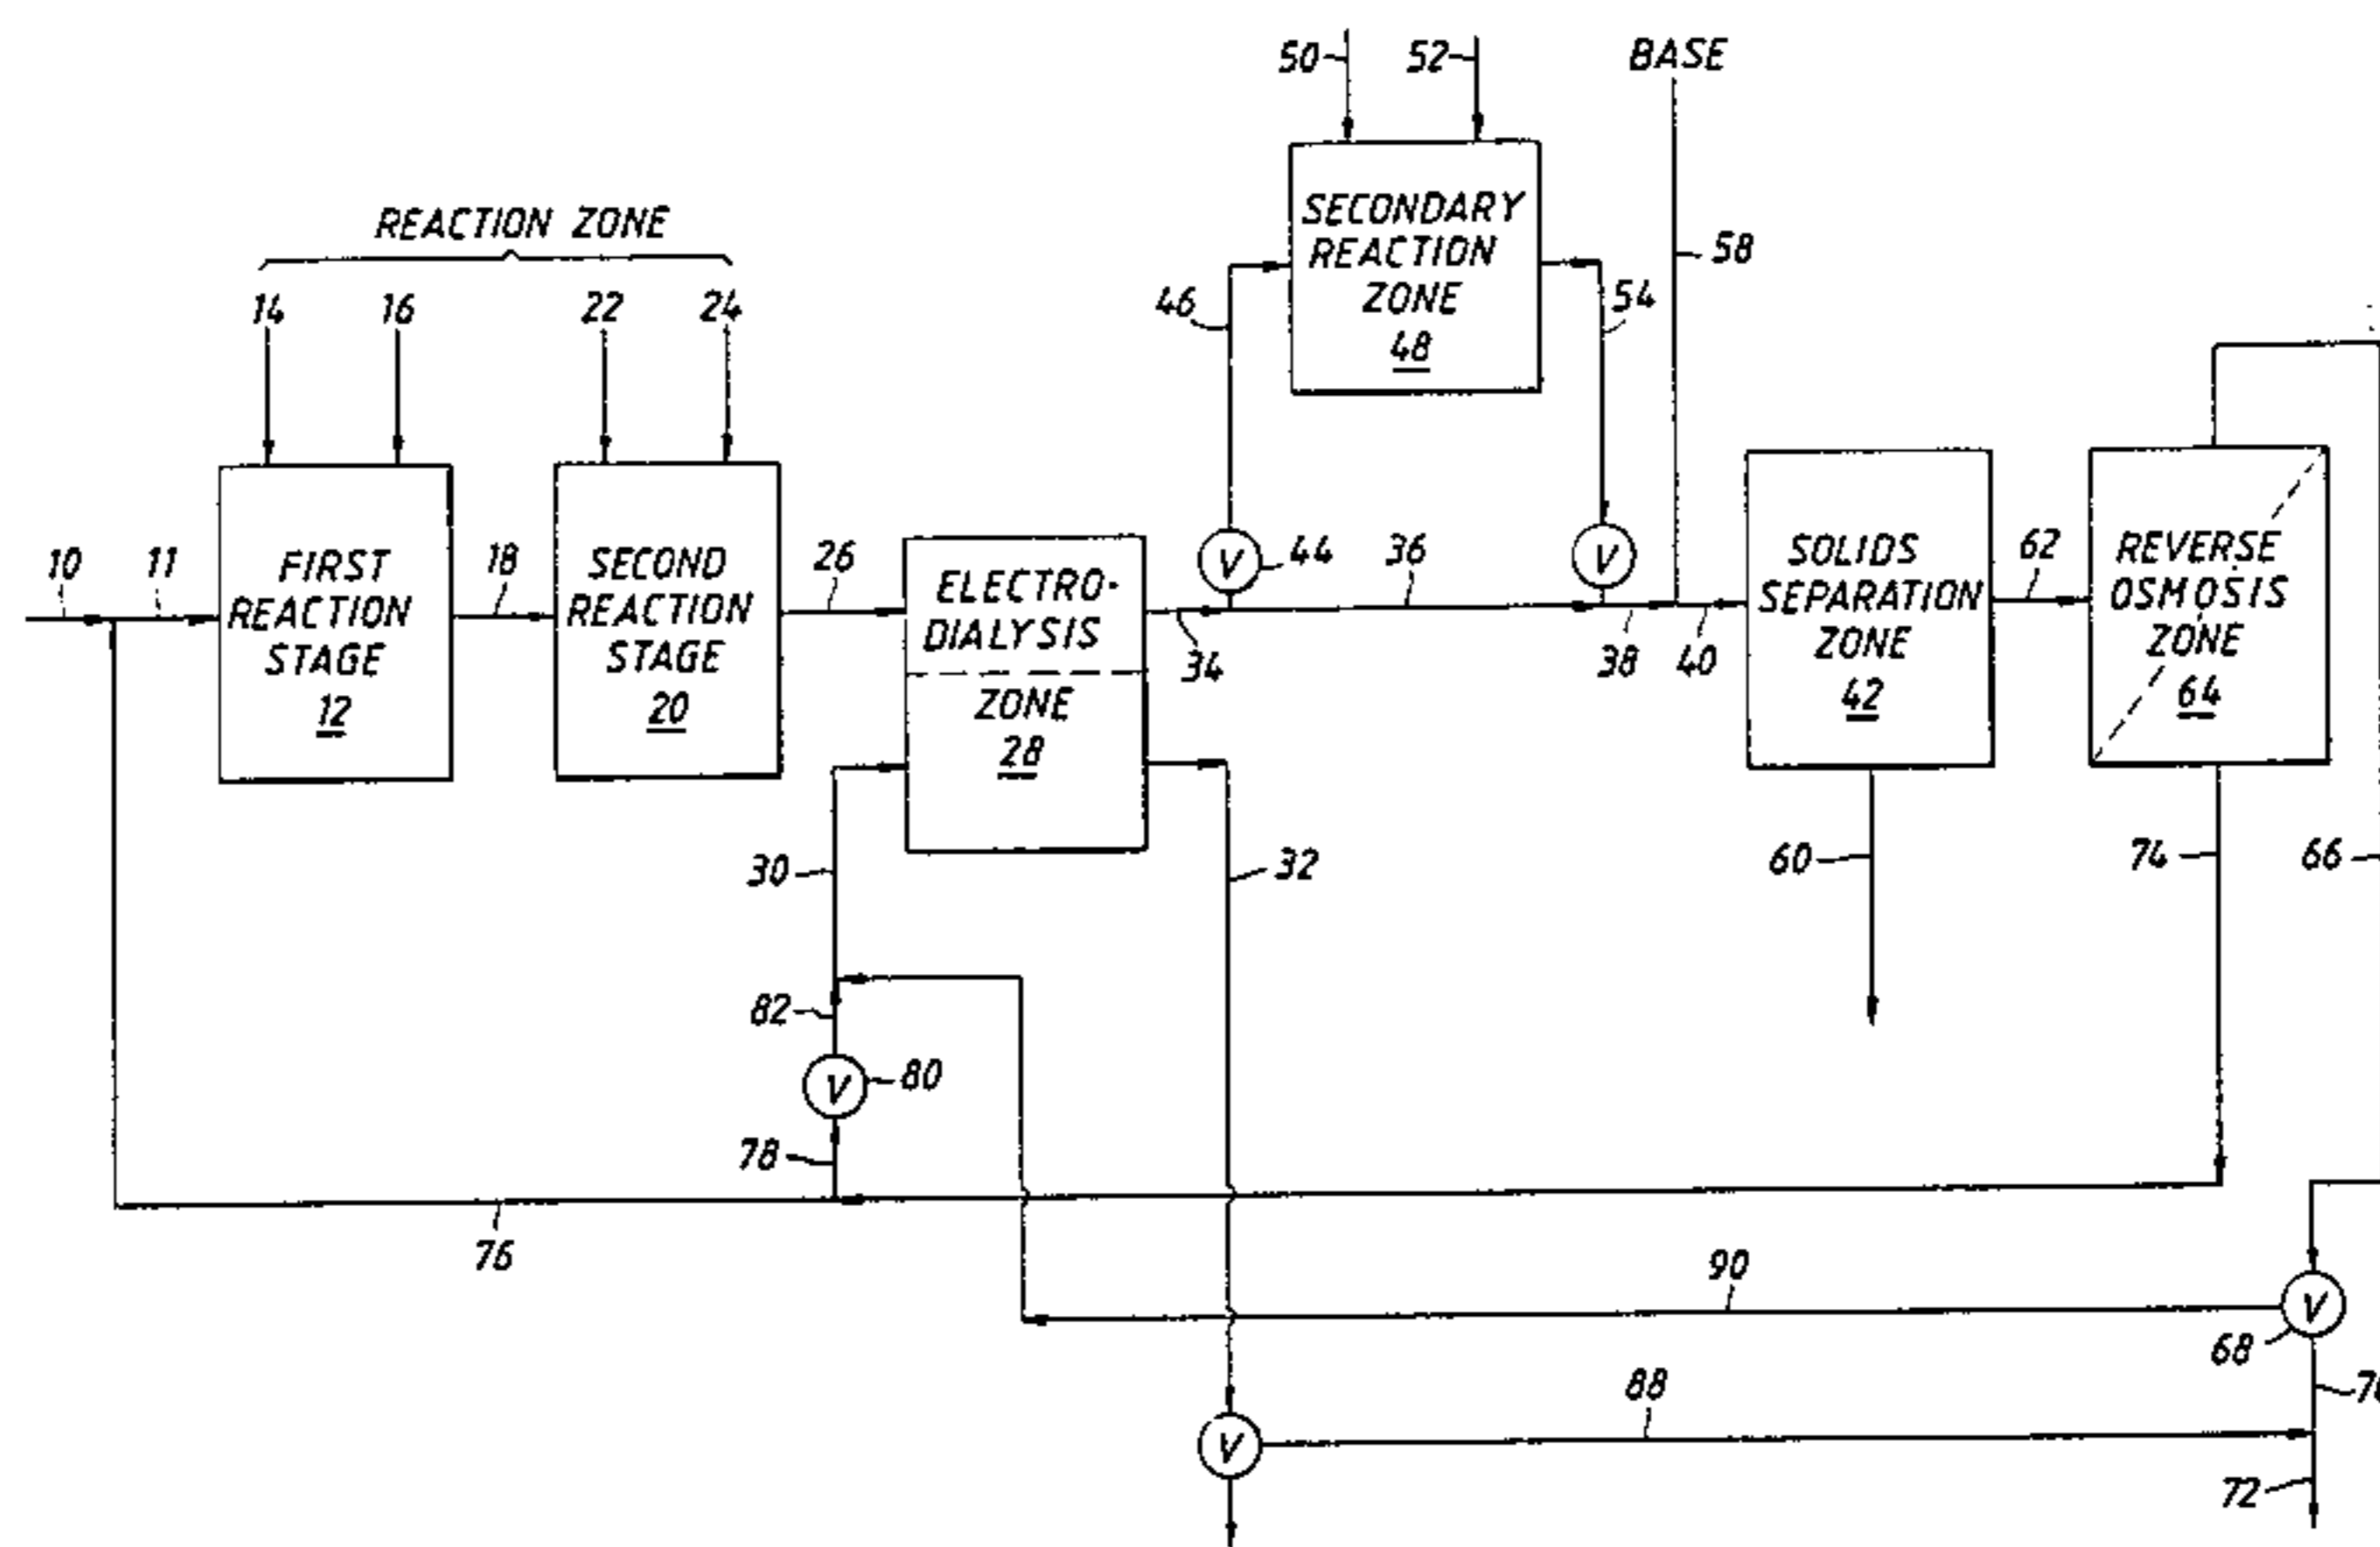 50
52
BASE
REACTION ZONE
14
16
22
24
46
SECONDARY
REACTION
ZONE
48
54
58
10
11
FIRST
REACTION
STAGE
12
18
SECOND
REACTION
STAGE
20
26
ELECTRO-
DIALYSIS
ZONE
28
V
44
34
36
V
38
40
SOLIDS
SEPARATION
ZONE
42
62
REVERSE
OSMOSIS
ZONE
64
30
32
60
74
66
82
V
80
78
76
90
V
68
88
V
72